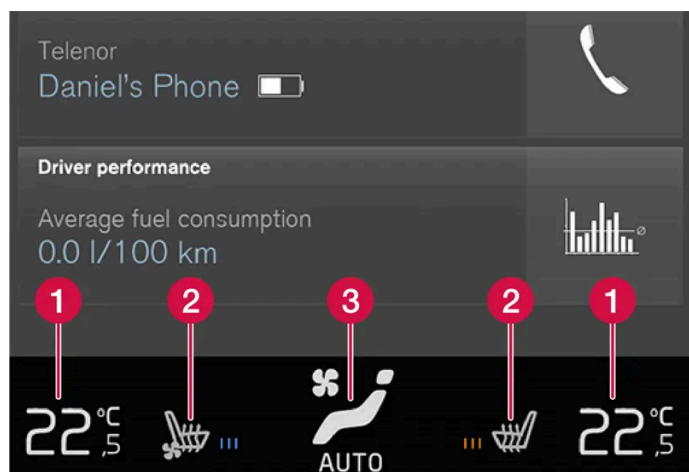 Telenor
Daniel's Phone
Driver performance
Average fuel consumption
0.0 l/100 km
1 2 3 2 1
22,5 °C 22,5 °C
AUTO